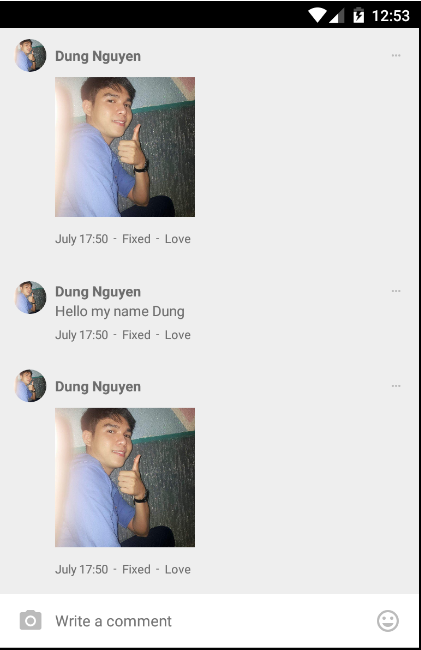 12:53
Dung Nguyen
July 17:50 - Fixed - Love
Dung Nguyen
Hello my name Dung
July 17:50 - Fixed - Love
Dung Nguyen
July 17:50 - Fixed - Love
Write a comment